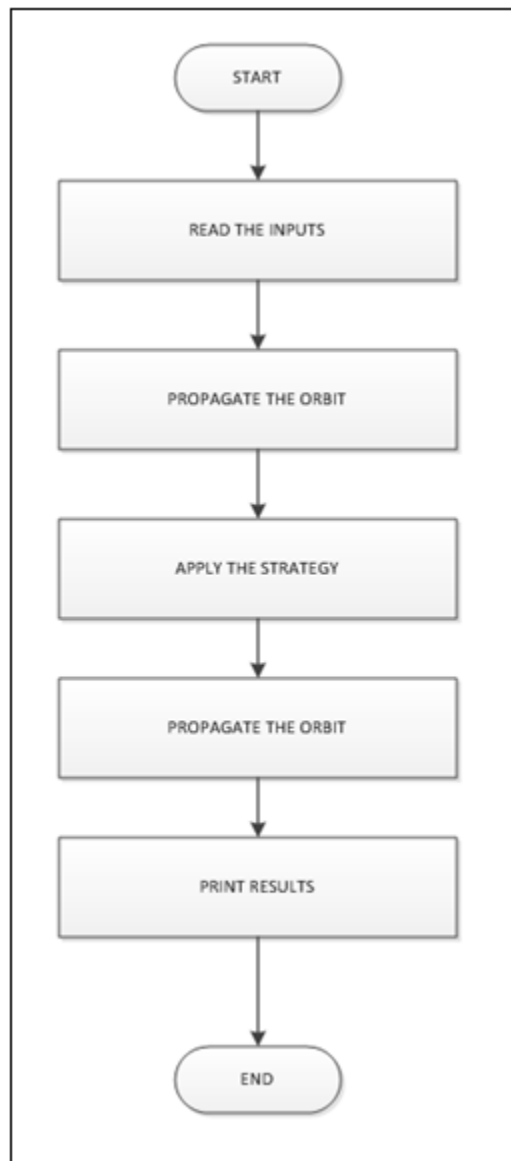 START
READ THE INPUTS
PROPAGATE THE ORBIT
APPLY THE STRATEGY
PROPAGATE THE ORBIT
PRINT RESULTS
END